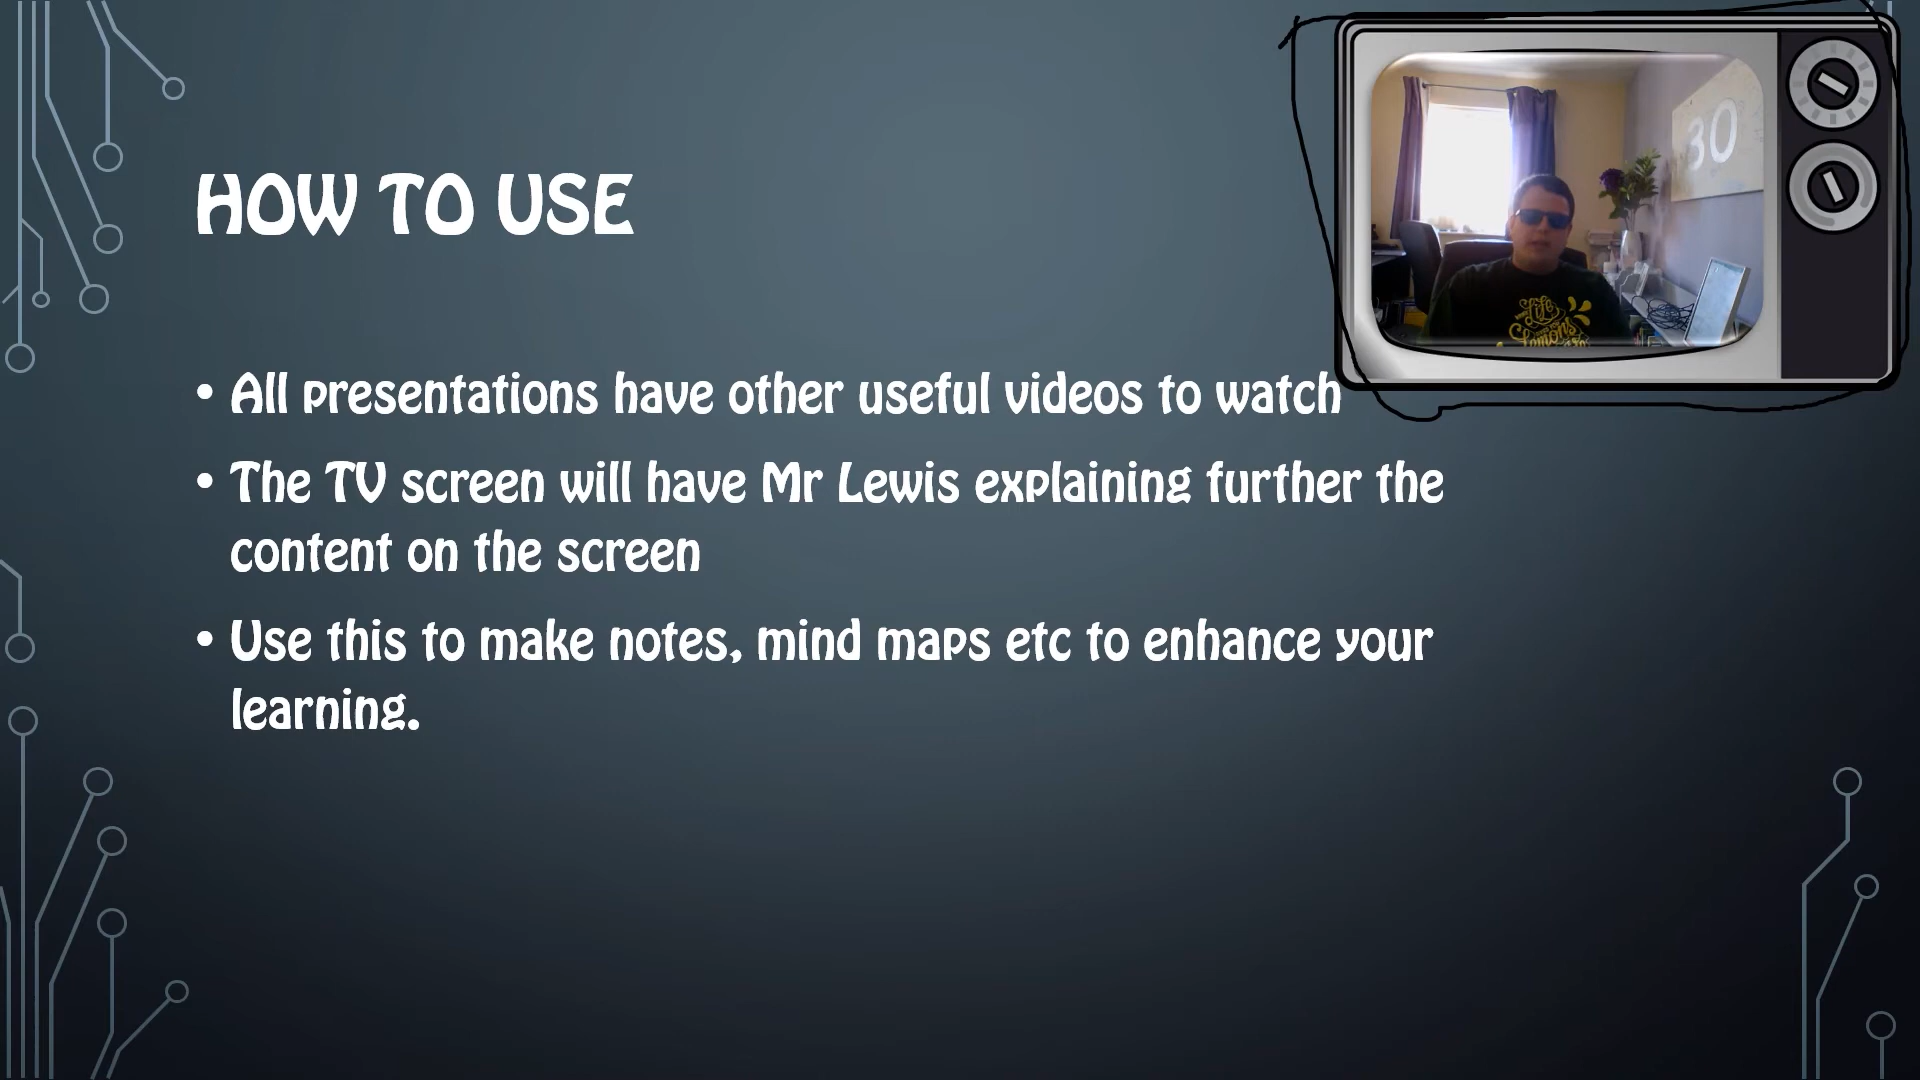 HOW TO USE
30
• All presentations have other useful videos to watch
• The TV screen will have Mr Lewis explaining further the
content on the screen
• Use this to make notes, mind maps etc to enhance your
learning.
Life
Lemons